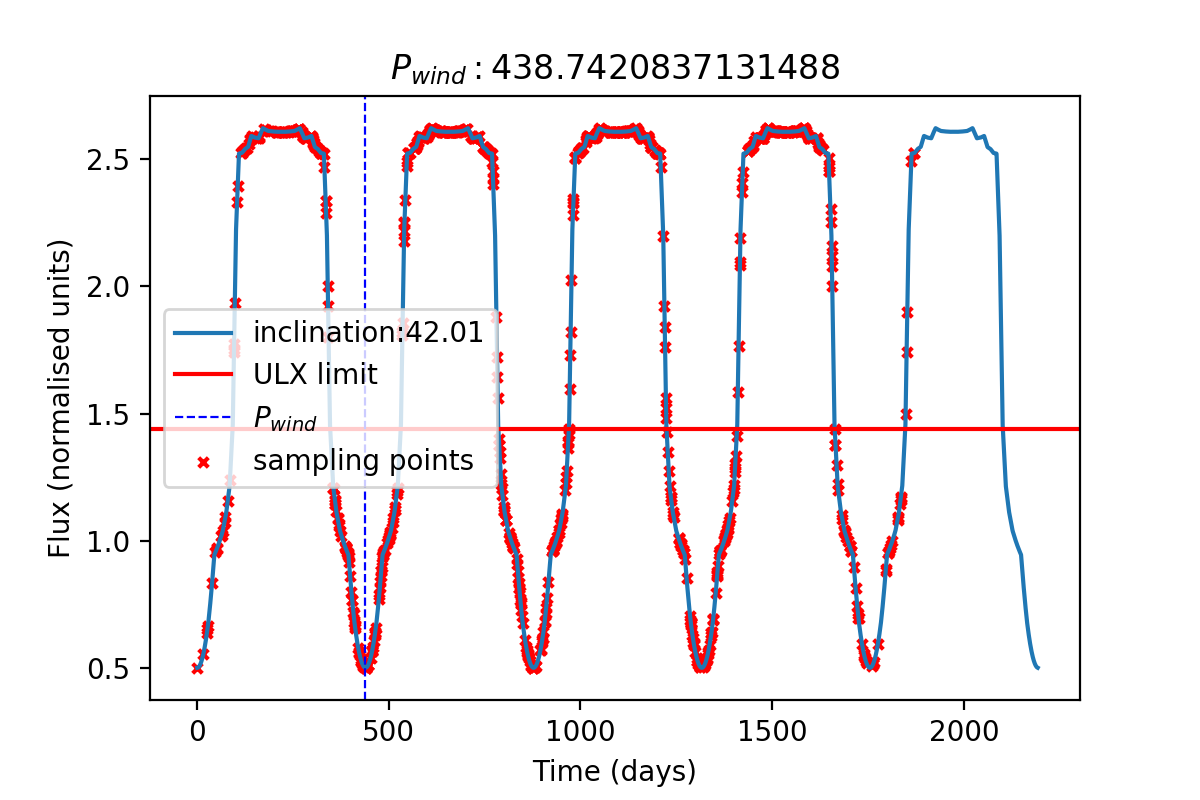 P_wind : 438.7420837131488
2.5
2.0
1.5
1.0
0.5
Flux (normalised units)
inclination:42.01
ULX limit
P_wind
sampling points
0 500 1000 1500 2000
Time (days)